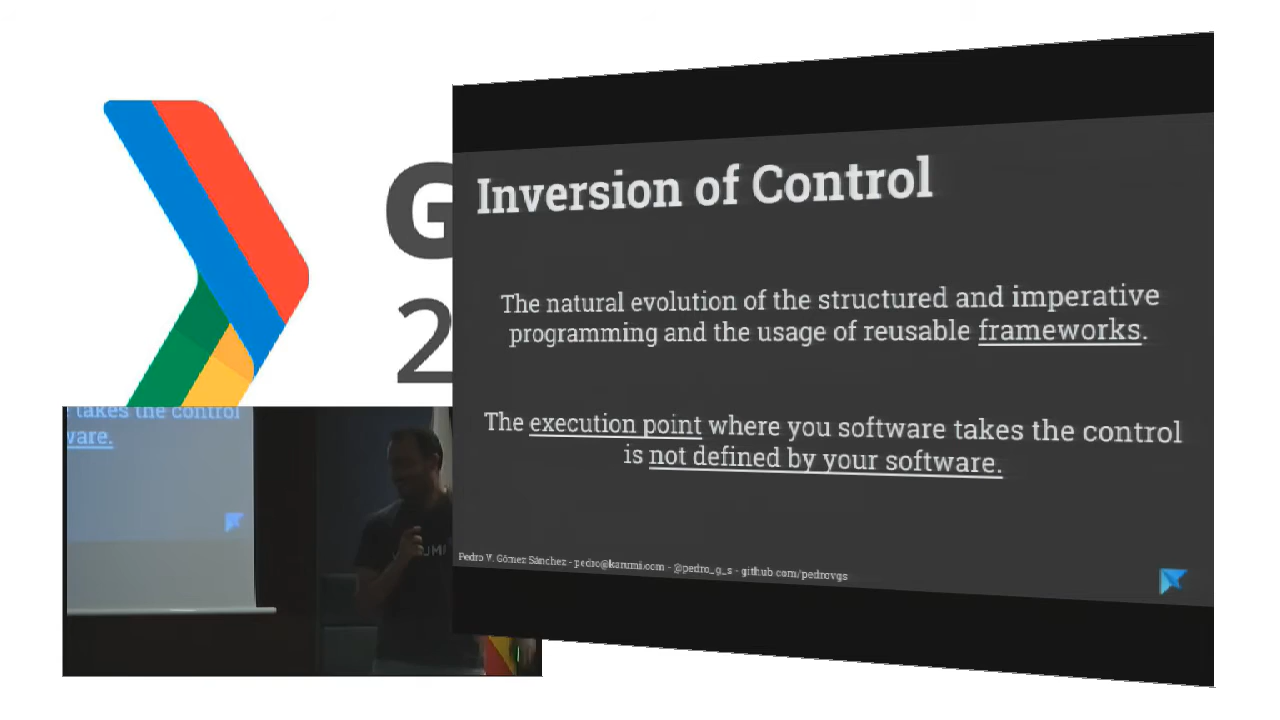 G
2
Inversion of Control
The natural evolution of the structured and imperative
programming and the usage of reusable frameworks.
The execution point where you software takes the control
is not defined by your software.
Pedro V. Gómez Sánchez - pedro@karumi.com - @pedro_g_s - github.com/pedrovgs
takes the control
ware.
UMI